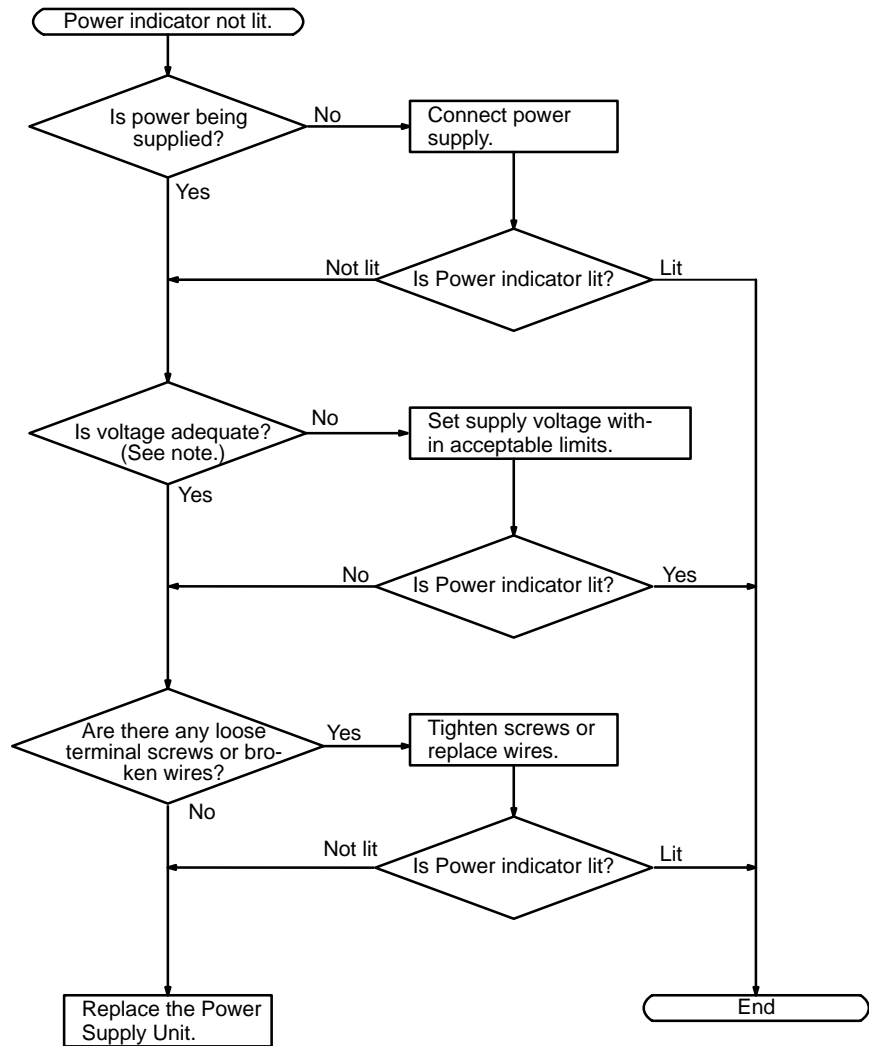 Power indicator not lit.
Is power being
supplied?
No
Connect power
supply.
Yes
Not lit
Is Power indicator lit?
Lit
Is voltage adequate?
(See note.)
No
Set supply voltage with-
in acceptable limits.
Yes
No
Is Power indicator lit?
Yes
Are there any loose
terminal screws or bro-
ken wires?
Yes
Tighten screws or
replace wires.
No
Not lit
Is Power indicator lit?
Lit
Replace the Power
Supply Unit.
End